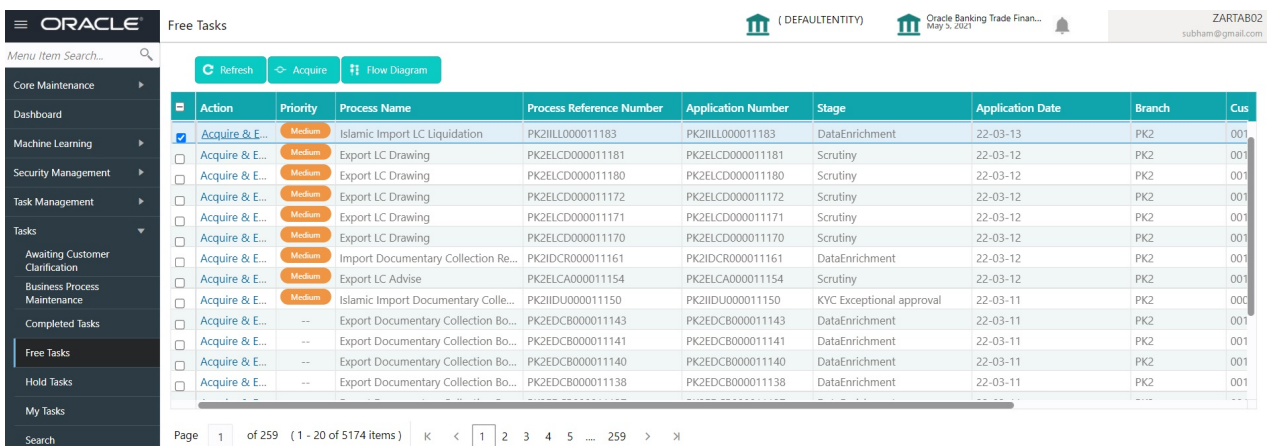 ORACLE
Free Tasks
( DEFAULTENTITY)
Oracle Banking Trade Finan...
May 5, 2021
ZARTAB02
subham@gmail.com
Menu Item Search...
Core Maintenance
Dashboard
Machine Learning
Security Management
Task Management
Tasks
Awaiting Customer
Clarification
Business Process
Maintenance
Completed Tasks
Free Tasks
Hold Tasks
My Tasks
Search
Refresh Acquire Flow Diagram
Action Priority Process Name Process Reference Number Application Number Stage Application Date Branch Cus
Acquire & E... Medium Islamic Import LC Liquidation PK2IILL000011183 PK2IILL000011183 DataEnrichment 22-03-13 PK2 001
Acquire & E... Medium Export LC Drawing PK2ELCD000011181 PK2ELCD000011181 Scrutiny 22-03-12 PK2 001
Acquire & E... Medium Export LC Drawing PK2ELCD000011180 PK2ELCD000011180 Scrutiny 22-03-12 PK2 001
Acquire & E... Medium Export LC Drawing PK2ELCD000011172 PK2ELCD000011172 Scrutiny 22-03-12 PK2 001
Acquire & E... Medium Export LC Drawing PK2ELCD000011171 PK2ELCD000011171 Scrutiny 22-03-12 PK2 001
Acquire & E... Medium Export LC Drawing PK2ELCD000011170 PK2ELCD000011170 Scrutiny 22-03-12 PK2 001
Acquire & E... Medium Import Documentary Collection Re... PK2IDCR000011161 PK2IDCR000011161 DataEnrichment 22-03-12 PK2 001
Acquire & E... Medium Export LC Advise PK2ELCA000011154 PK2ELCA000011154 Scrutiny 22-03-12 PK2 001
Acquire & E... Medium Islamic Import Documentary Colle... PK2IIDU000011150 PK2IIDU000011150 KYC Exceptional approval 22-03-11 PK2 000
Acquire & E... -- Export Documentary Collection Bo... PK2EDCB000011143 PK2EDCB000011143 DataEnrichment 22-03-11 PK2 001
Acquire & E... -- Export Documentary Collection Bo... PK2EDCB000011141 PK2EDCB000011141 DataEnrichment 22-03-11 PK2 001
Acquire & E... -- Export Documentary Collection Bo... PK2EDCB000011140 PK2EDCB000011140 DataEnrichment 22-03-11 PK2 001
Acquire & E... -- Export Documentary Collection Bo... PK2EDCB000011138 PK2EDCB000011138 DataEnrichment 22-03-11 PK2 001
Page 1 of 259 (1 - 20 of 5174 items) 1 2 3 4 5 .... 259